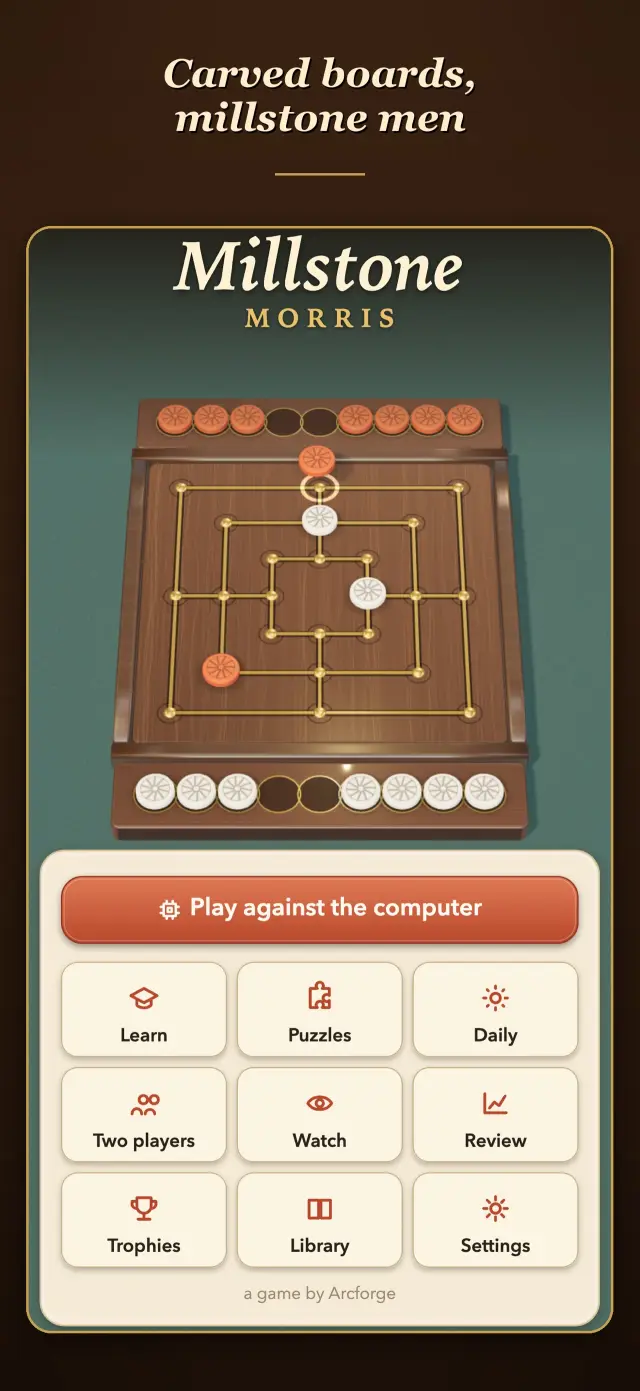 Carved boards,
millstone men
Millstone
MORRIS
Play against the computer
Learn
Puzzles
Daily
Two players
Watch
Review
Trophies
Library
Settings
a game by Arcforge